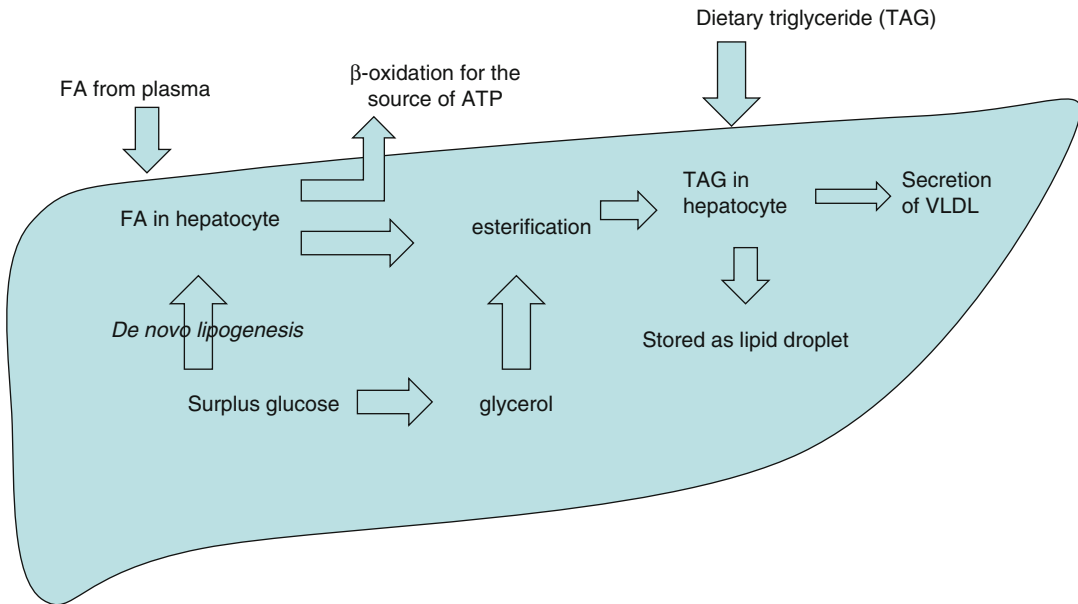 Dietary triglyceride (TAG)
FA from plasma
β-oxidation for the
source of ATP
FA in hepatocyte
esterification
TAG in
hepatocyte
Secretion
of VLDL
De novo lipogenesis
Stored as lipid droplet
Surplus glucose
glycerol